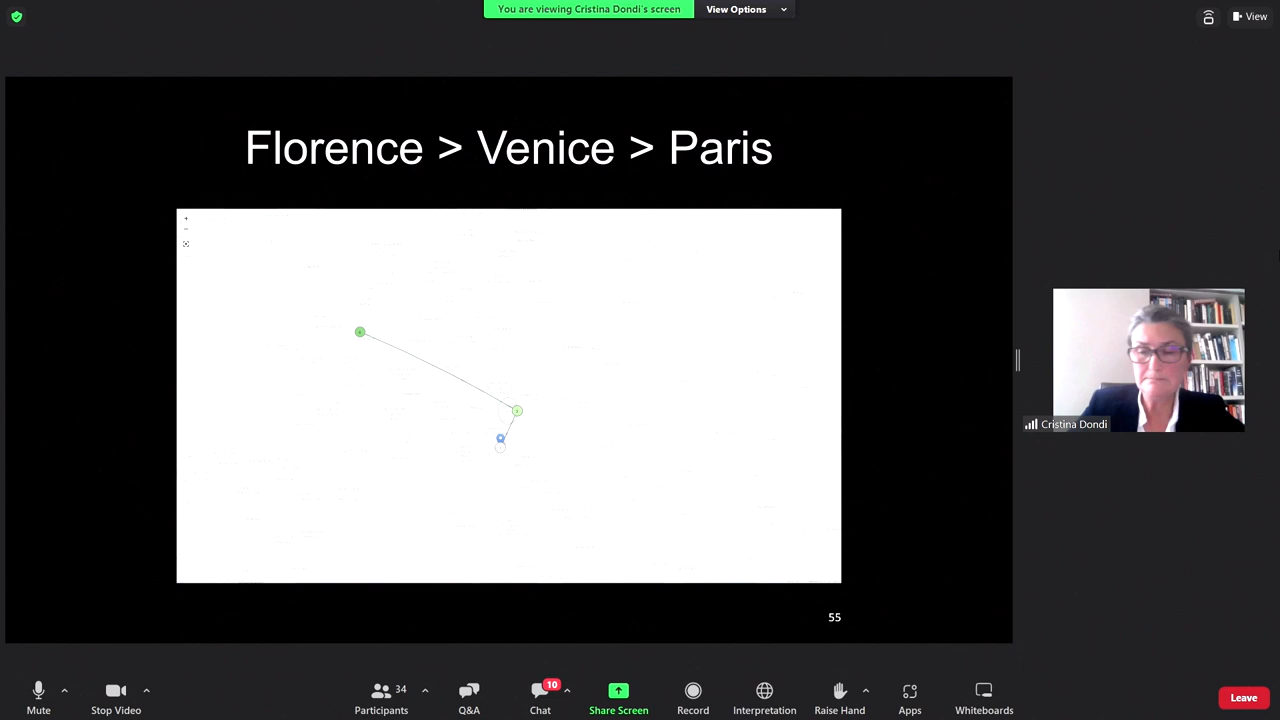 You are viewing Cristina Dondi's screen
View Options
View
Florence > Venice > Paris
Cristina Dondi
55
Mute
Stop Video
Participants
34
Q&A
Chat
10
Share Screen
Record
Interpretation
Raise Hand
Apps
Whiteboards
Leave